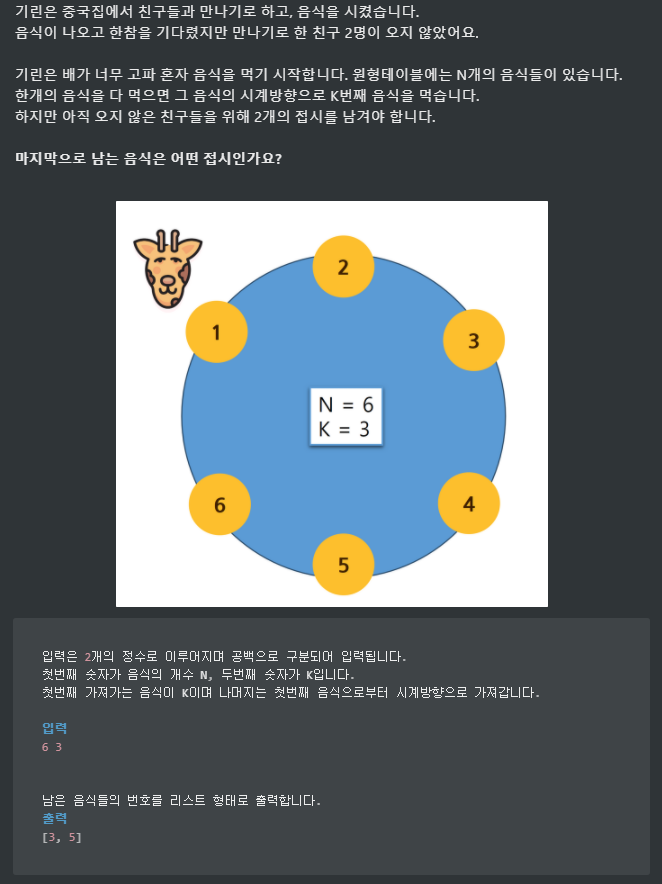 기린은 중국집에서 친구들과 만나기로 하고, 음식을 시켰습니다.
음식이 나오고 한참을 기다렸지만 만나기로 한 친구 2명이 오지 않았어요.
기린은 배가 너무 고파 혼자 음식을 먹기 시작합니다. 원형테이블에는 N개의 음식들이 있습니다.
한개의 음식을 다 먹으면 그 음식의 시계방향으로 K번째 음식을 먹습니다.
하지만 아직 오지 않은 친구들을 위해 2개의 접시를 남겨야 합니다.
마지막으로 남는 음식은 어떤 접시인가요?
2
1
3
N = 6
K = 3
6
4
5
입력은 2개의 정수로 이루어지며 공백으로 구분되어 입력됩니다.
첫번째 숫자가 음식의 개수 N, 두번째 숫자가 K입니다.
첫번째 가져가는 음식이 K이며 나머지는 첫번째 음식으로부터 시계방향으로 가져갑니다.
입력
6 3
남은 음식들의 번호를 리스트 형태로 출력합니다.
출력
[3, 5]